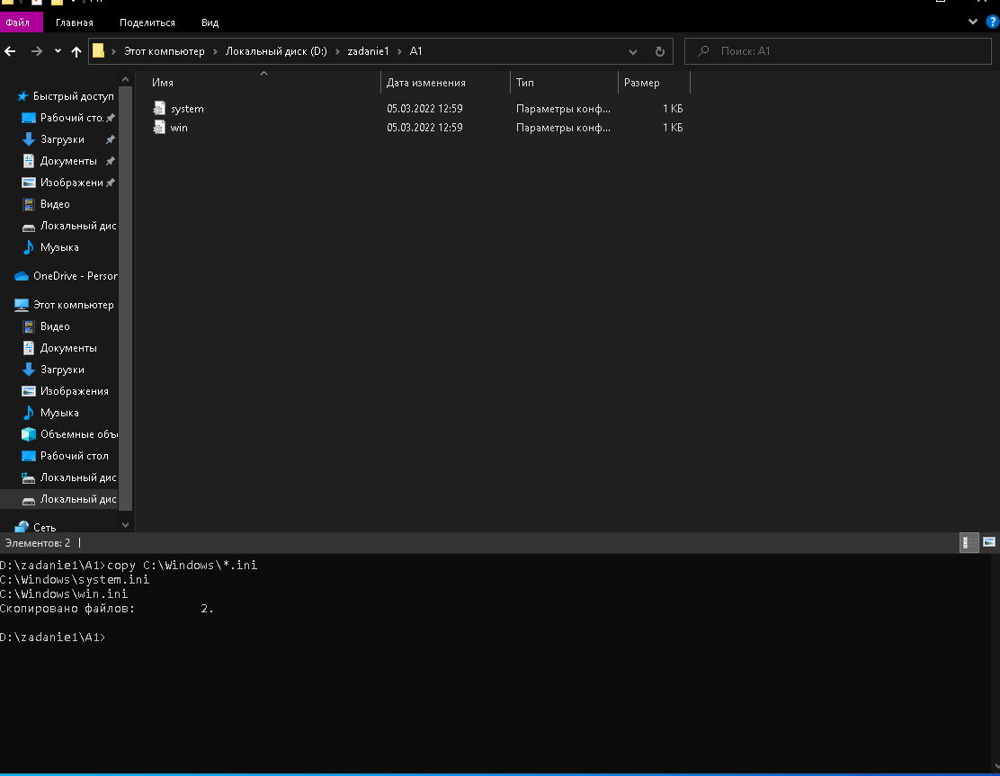 Файл Главная Поделиться Вид
Этот компьютер › Локальный диск (D:) › zadanie1 › A1
Поиск: A1
Имя Дата изменения Тип Размер
system 05.03.2022 12:59 Параметры конф... 1 КБ
win 05.03.2022 12:59 Параметры конф... 1 КБ
Быстрый доступ
Рабочий сто.
Загрузки
Документы
Изображени
Видео
Локальный дис
Музыка
OneDrive - Person
Этот компьютер
Видео
Документы
Загрузки
Изображения
Музыка
Объемные объ
Рабочий стол
Локальный дис
Локальный дис
Сеть
Элементов: 2
D:\zadanie1\A1>copy C:\Windows\*.ini
C:\Windows\system.ini
C:\Windows\win.ini
Скопировано файлов: 2.
D:\zadanie1\A1>